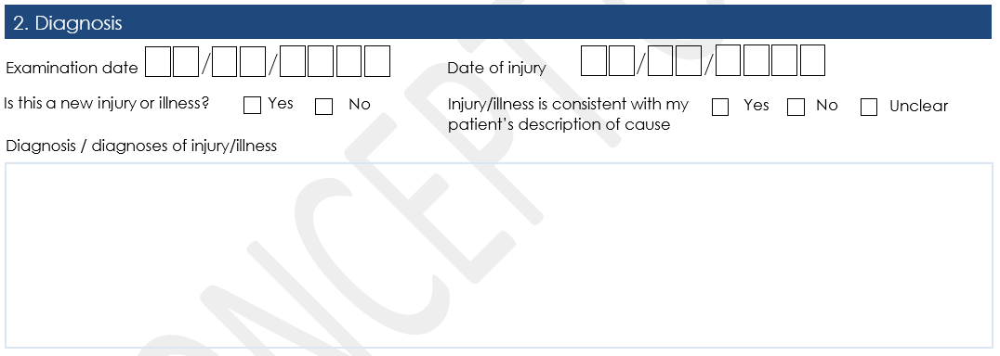 2. Diagnosis
Examination date / / Date of injury / /
Is this a new injury or illness? Yes No Injury/illness is consistent with my patient's description of cause Yes No Unclear
Diagnosis / diagnoses of injury/illness
CONCEPT